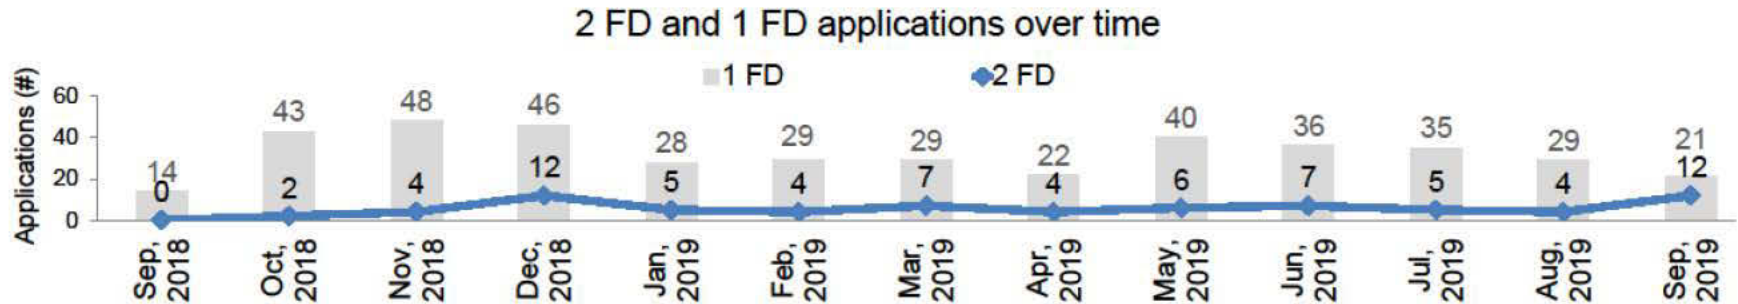 2 FD and 1 FD applications over time
1 FD 2 FD
Applications (#)
60
40
20
0
14 43 48 46 28 29 29 22 40 36 35 29 21
0 2 4 12 5 4 7 4 6 7 5 4 12
Sep, 2018
Oct, 2018
Nov, 2018
Dec, 2018
Jan, 2019
Feb, 2019
Mar, 2019
Apr, 2019
May, 2019
Jun, 2019
Jul, 2019
Aug, 2019
Sep, 2019